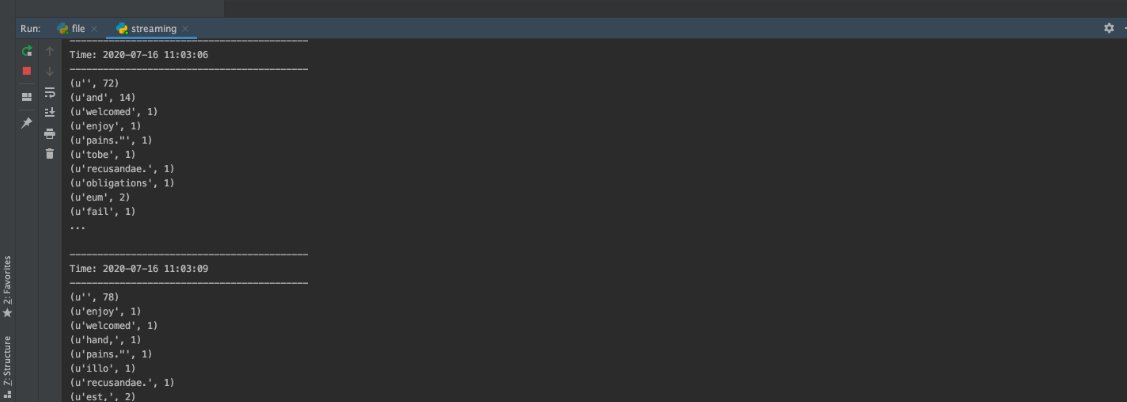 Run: file streaming
-------------------------------------------
Time: 2020-07-16 11:03:06
-------------------------------------------
(u'', 72)
(u'and', 14)
(u'welcomed', 1)
(u'enjoy', 1)
(u'pains."', 1)
(u'tobe', 1)
(u'recusandae.', 1)
(u'obligations', 1)
(u'eum', 2)
(u'fail', 1)
...
-------------------------------------------
Time: 2020-07-16 11:03:09
-------------------------------------------
(u'', 78)
(u'enjoy', 1)
(u'welcomed', 1)
(u'hand,', 1)
(u'pains."', 1)
(u'illo', 1)
(u'recusandae.', 1)
(u'est,', 2)
2: Favorites
7: Structure